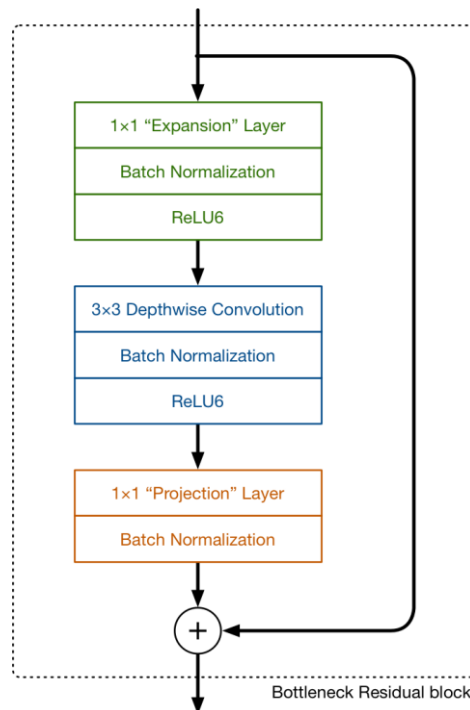 1×1 “Expansion” Layer
Batch Normalization
ReLU6
3×3 Depthwise Convolution
Batch Normalization
ReLU6
1×1 “Projection” Layer
Batch Normalization
+
Bottleneck Residual block